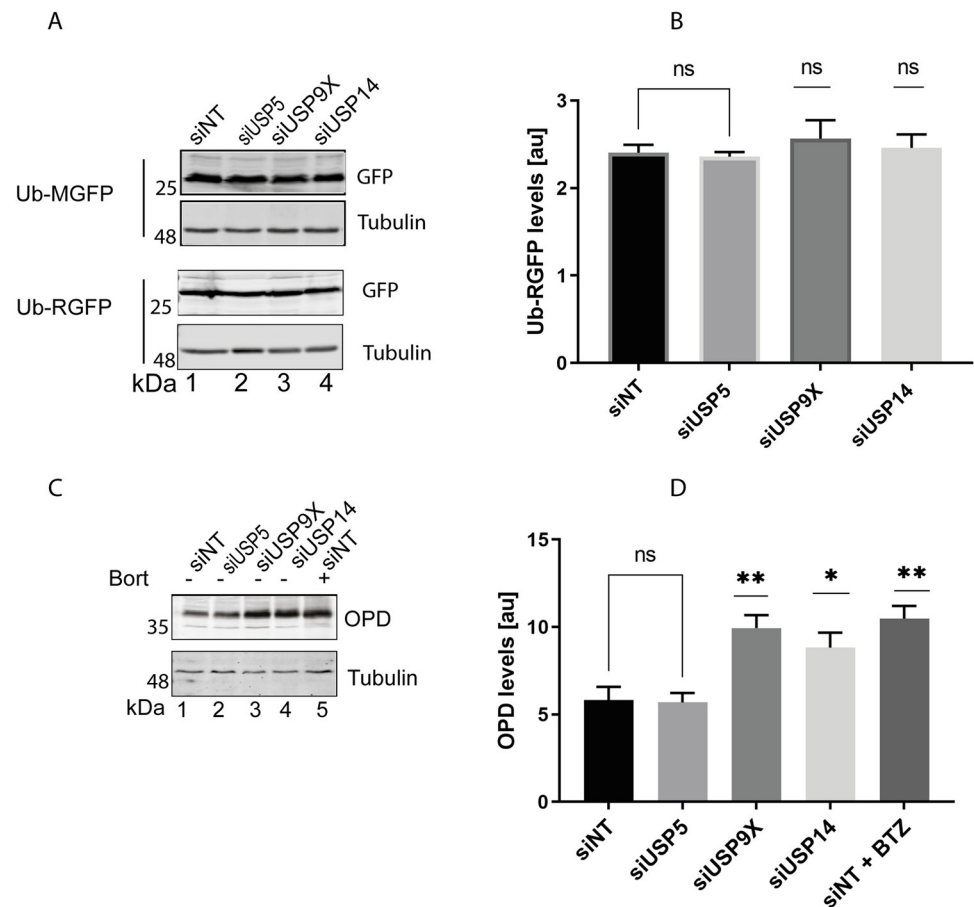 A
siNT siUSP5 siUSP9X siUSP14
Ub-MGFP
25
GFP
48
Tubulin
Ub-RGFP
25
GFP
48
Tubulin
kDa 1 2 3 4
B
Ub-RGFP levels [au]
ns ns ns
3
2
1
0
siNT siUSP5 siUSP9X siUSP14
C
siNT siUSP5 siUSP9X siUSP14 siNT
Bort - - - - +
35
OPD
48
Tubulin
kDa 1 2 3 4 5
D
OPD levels [au]
ns ** * **
15
10
5
0
siNT siUSP5 siUSP9X siUSP14 siNT + BTZ